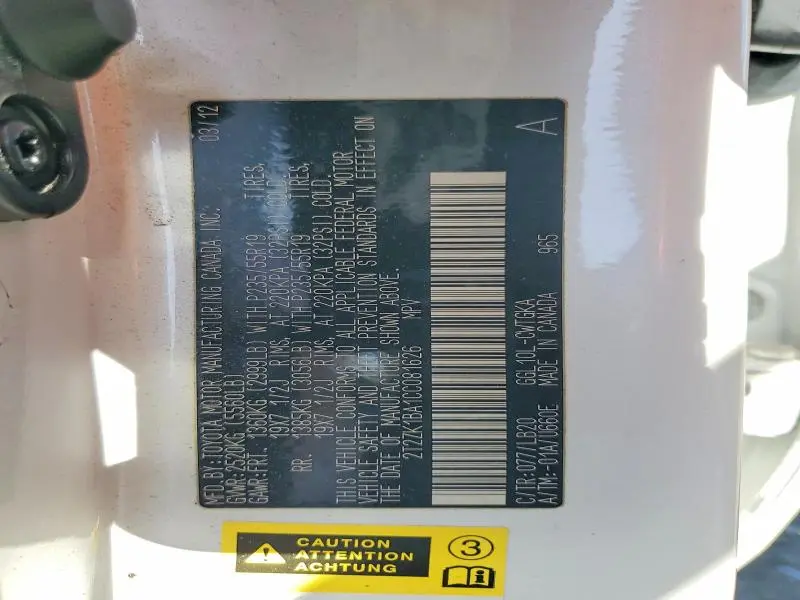 MFD.BY:TOYOTA MOTOR MANUFACTURING CANADA INC. 03/12
GVWR:2520KG (5560LB)
GAWR:FRT. 1360KG (2999LB) WITH P235/55R19 TIRES,
19X7 1/2J RIMS, AT 220KPA (32PSI) COLD.
RR. 1385KG (3056LB) WITH P235/55R19 TIRES,
19X7 1/2J RIMS, AT 220KPA (32PSI) COLD
THIS VEHICLE CONFORMS TO ALL APPLICABLE FEDERAL MOTOR
VEHICLE SAFETY AND THEFT PREVENTION STANDARDS IN EFFECT ON
THE DATE OF MANUFACTURE SHOWN ABOVE.
2T2ZK1BA1CC081626 MPV
C/TR:077/LB20 GGL10L-CWTGKA A
A/TM:-01A/U660E MADE IN CANADA 965
CAUTION
ATTENTION
ACHTUNG
3
i